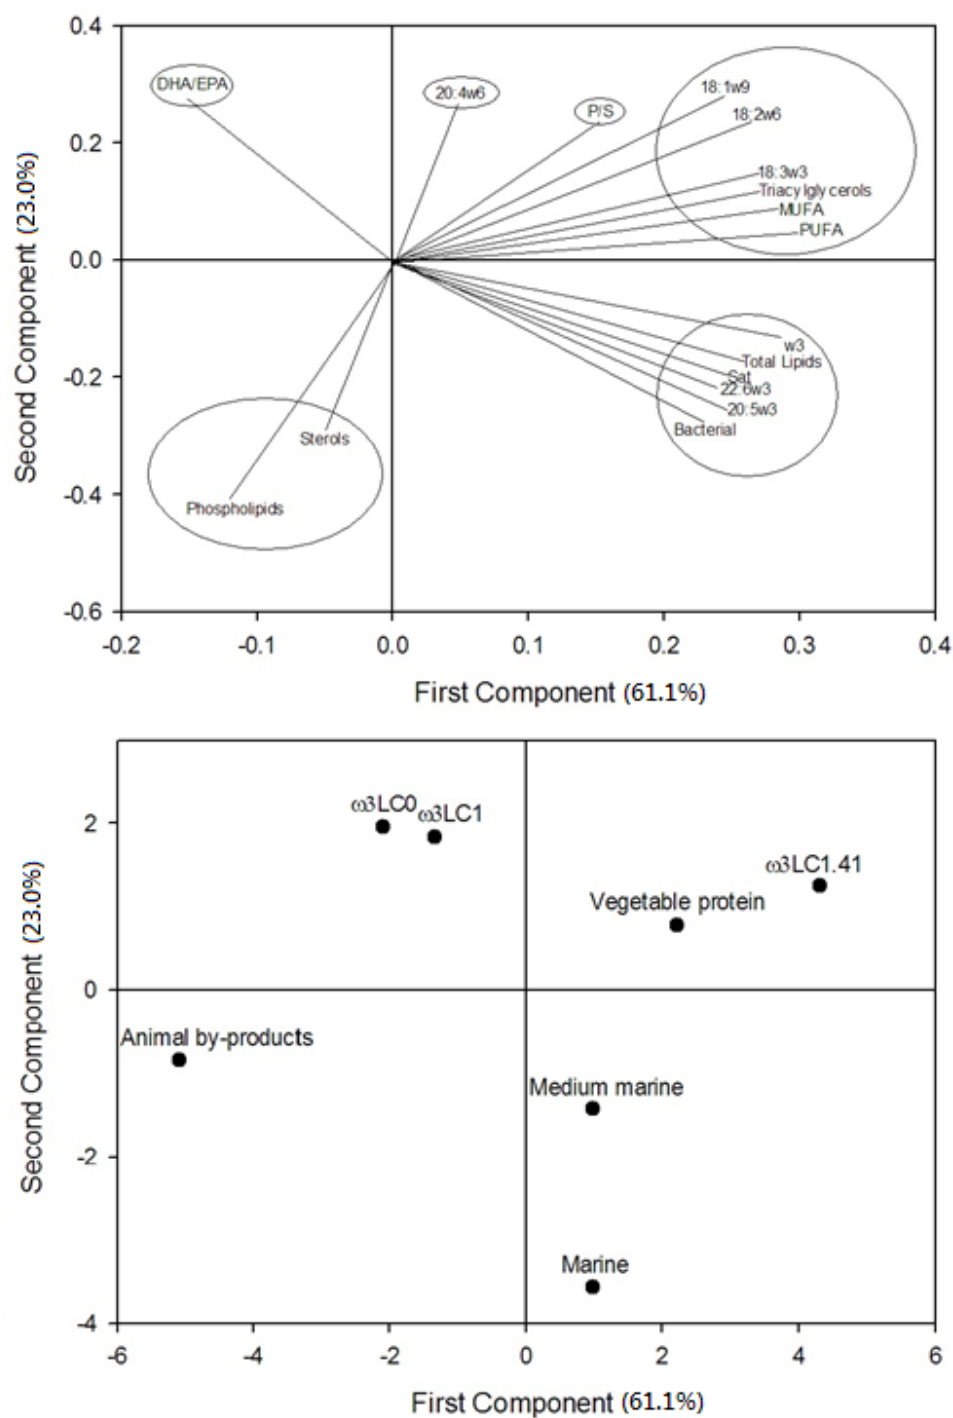 0.4
DHA/EPA
20:4w6
P/S
18:1w9
18:2w6
0.2
18:3w3
Triacy lgly cerols
MUFA
PUFA
0.0
w3
Total Lipids
Sat
22:6w3
20:5w3
Bacterial
-0.2
Sterols
-0.4
Phospholipids
-0.6
-0.2 -0.1 0.0 0.1 0.2 0.3 0.4
Second Component (23.0%)
First Component (61.1%)
ω3LC0 ω3LC1
2
ω3LC1.41
Vegetable protein
0
Animal by-products
Medium marine
-2
Marine
-4
-6 -4 -2 0 2 4 6
Second Component (23.0%)
First Component (61.1%)